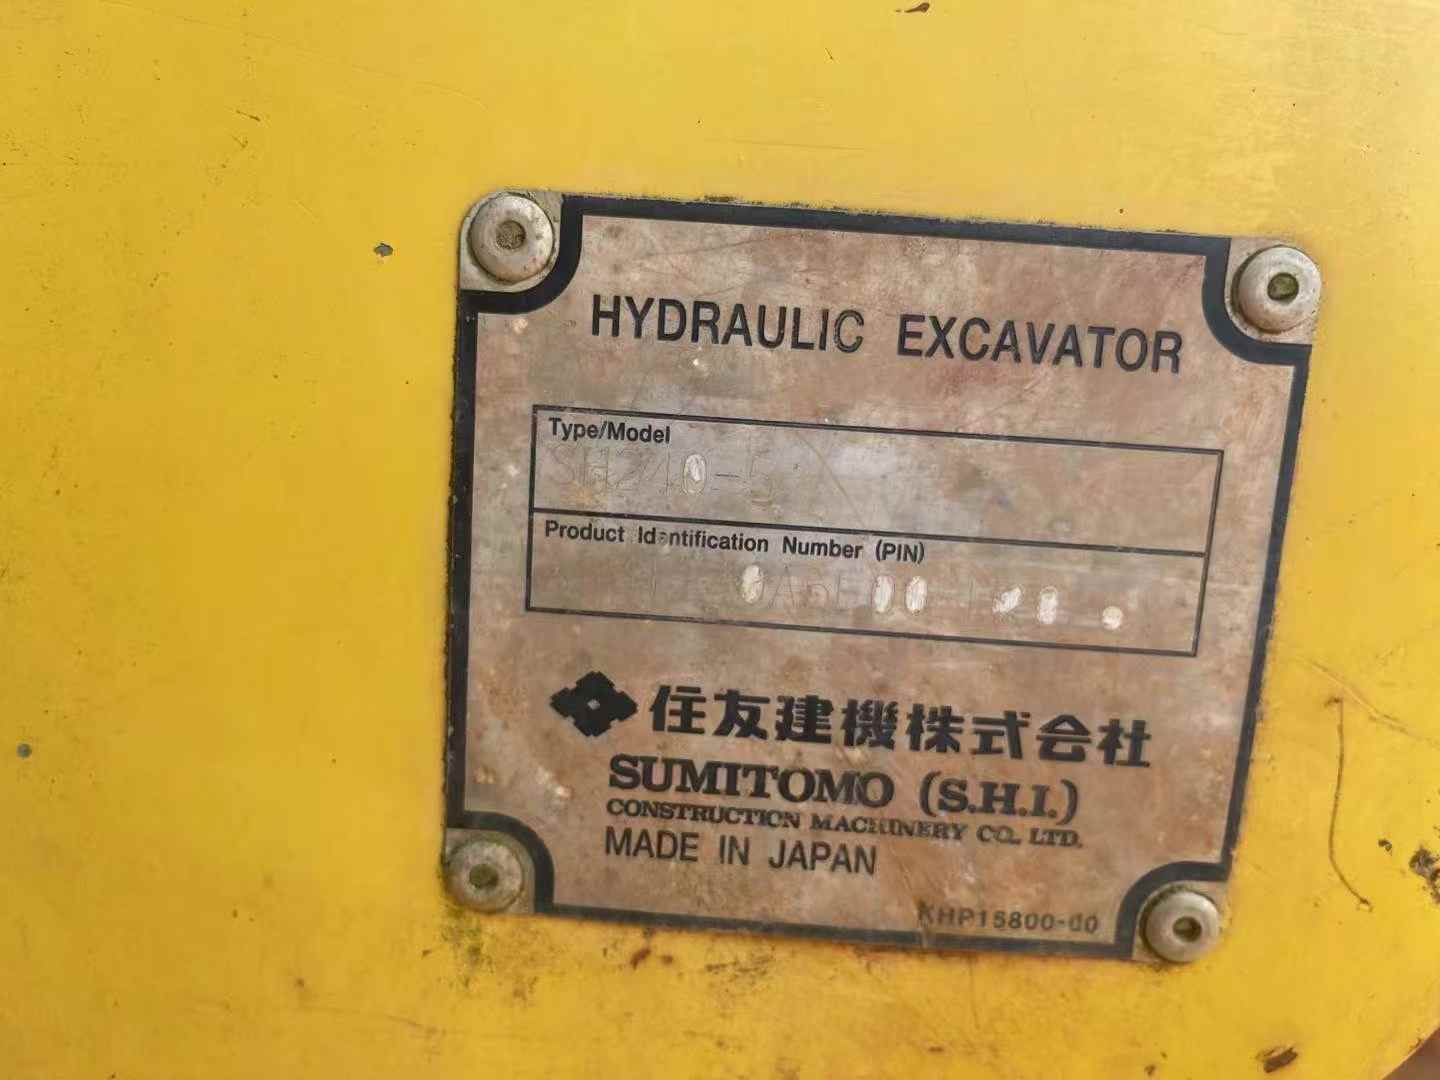 HYDRAULIC EXCAVATOR
Type/Model
SH240-5
Product Identification Number (PIN)
住友建機株式会社
SUMITOMO (S.H.I.)
CONSTRUCTION MACHINERY CO., LTD.
MADE IN JAPAN
KHP15800-00